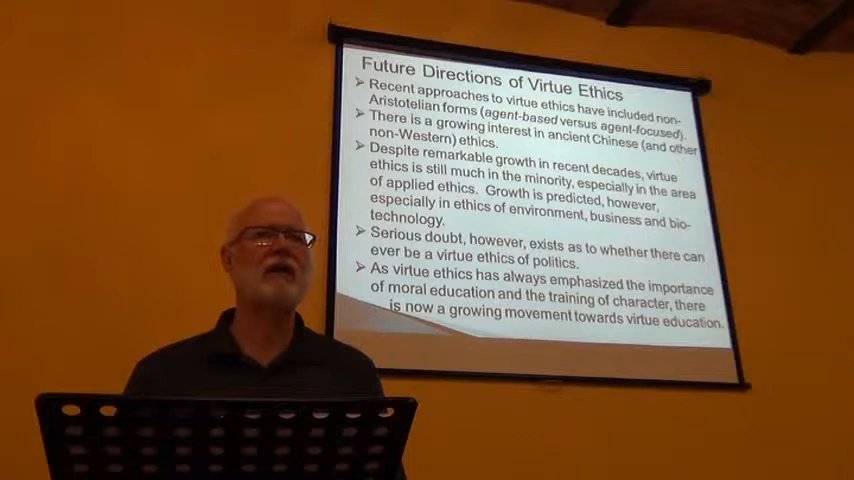 Future Directions of Virtue Ethics
➢ Recent approaches to virtue ethics have included non-
Aristotelian forms (agent-based versus agent-focused).
➢ There is a growing interest in ancient Chinese (and other
non-Western) ethics.
➢ Despite remarkable growth in recent decades, virtue
ethics is still much in the minority, especially in the area
of applied ethics. Growth is predicted, however,
especially in ethics of environment, business and bio-
technology.
➢ Serious doubt, however, exists as to whether there can
ever be a virtue ethics of politics.
➢ As virtue ethics has always emphasized the importance
of moral education and the training of character, there
is now a growing movement towards virtue education.